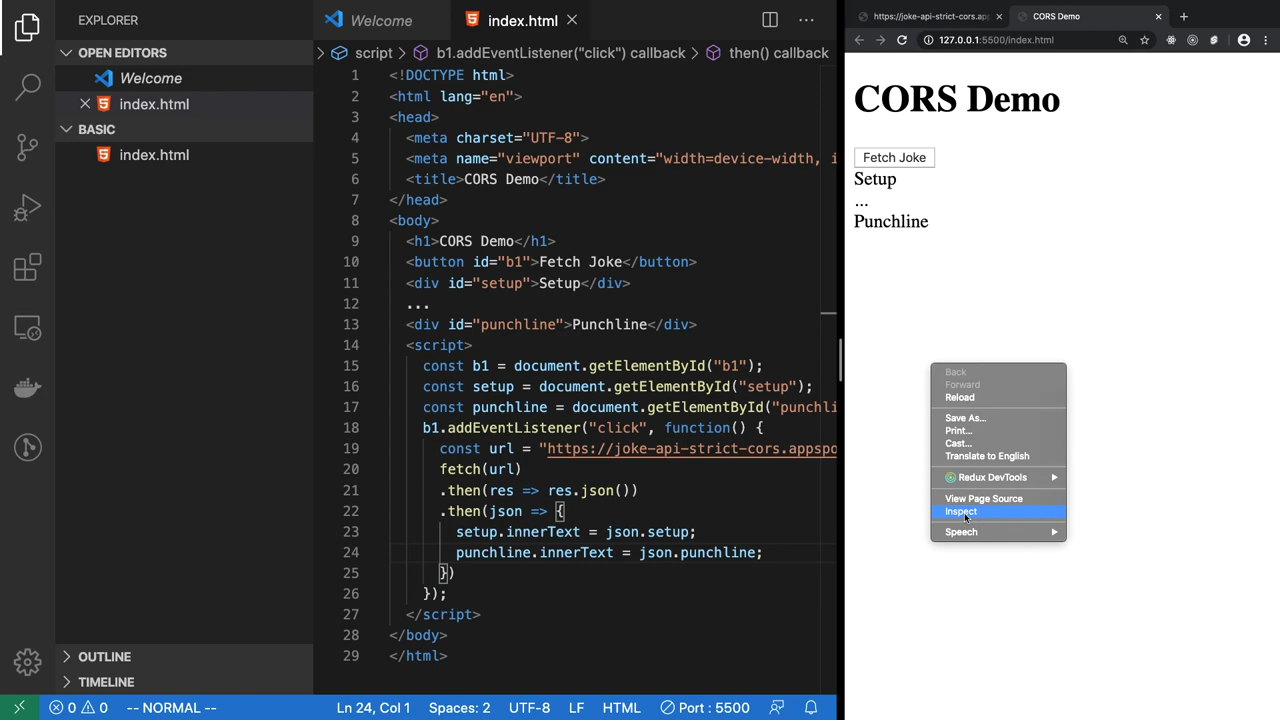 EXPLORER
OPEN EDITORS
Welcome
index.html
BASIC
index.html
OUTLINE
TIMELINE
Welcome
index.html
script
b1.addEventListener("click") callback
then() callback
1 <!DOCTYPE html>
2 <html lang="en">
3 <head>
4 <meta charset="UTF-8">
5 <meta name="viewport" content="width=device-width, i
6 <title>CORS Demo</title>
7 </head>
8 <body>
9 <h1>CORS Demo</h1>
10 <button id="b1">Fetch Joke</button>
11 <div id="setup">Setup</div>
12 ...
13 <div id="punchline">Punchline</div>
14 <script>
15 const b1 = document.getElementById("b1");
16 const setup = document.getElementById("setup");
17 const punchline = document.getElementById("punchli
18 b1.addEventListener("click", function() {
19 const url = "https://joke-api-strict-cors.appspo
20 fetch(url)
21 .then(res => res.json())
22 .then(json => {
23 setup.innerText = json.setup;
24 punchline.innerText = json.punchline;
25 })
26 });
27 </script>
28 </body>
29 </html>
0 0 -- NORMAL --
Ln 24, Col 1
Spaces: 2
UTF-8
LF
HTML
Port : 5500
https://joke-api-strict-cors.ap
CORS Demo
127.0.0.1:5500/index.html
CORS Demo
Fetch Joke
Setup
...
Punchline
Back
Forward
Reload
Save As...
Print...
Cast...
Translate to English
Redux DevTools
View Page Source
Inspect
Speech